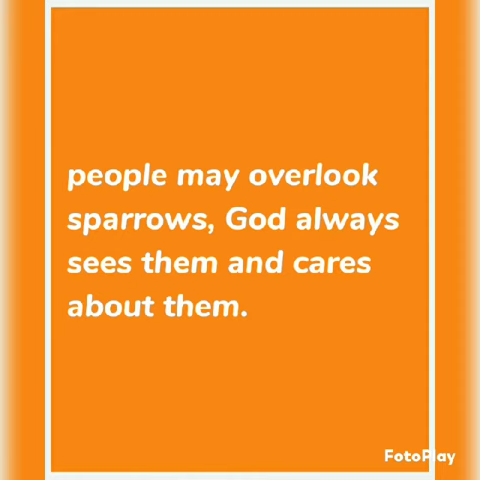 people may overlook
sparrows, God always
sees them and cares
about them.
FotoPlay